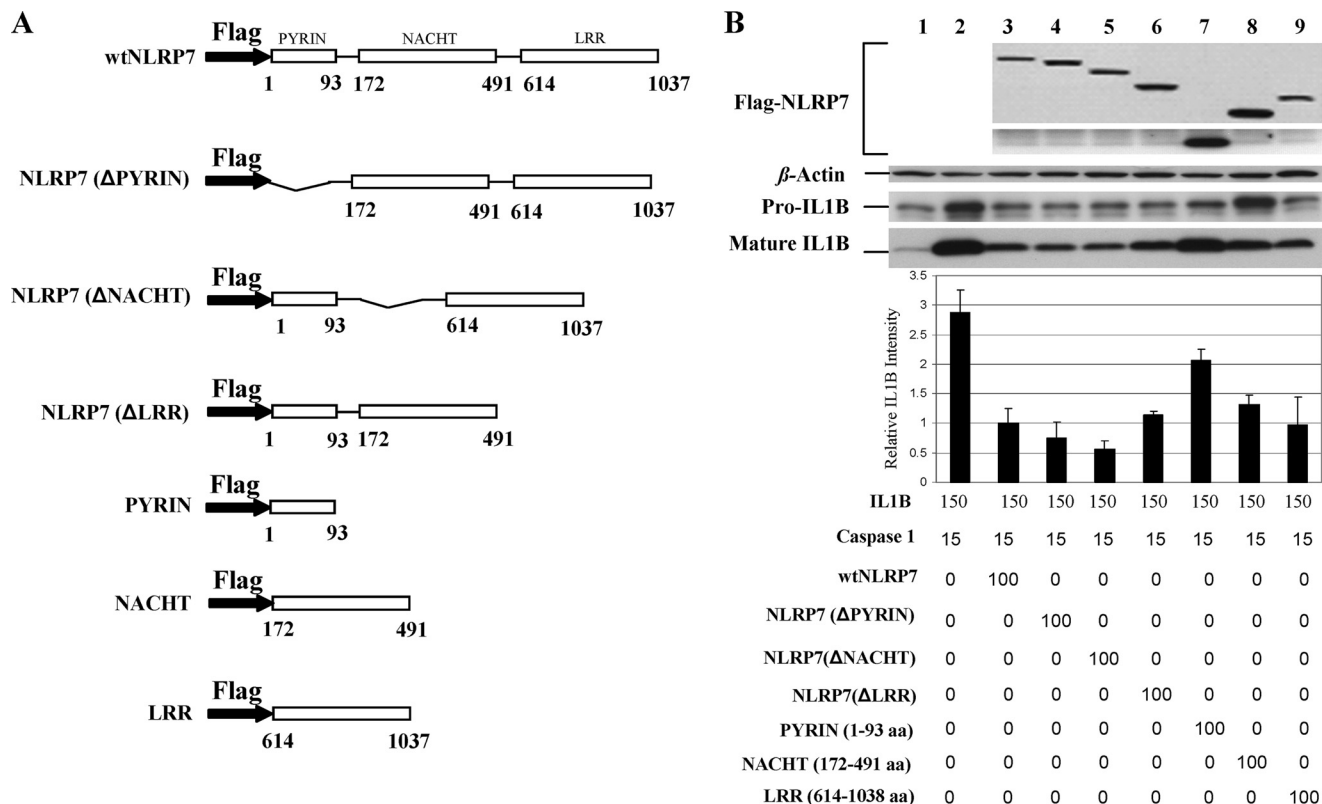 A
Flag
PYRIN NACHT LRR
wtNLRP7
1 93 172 491 614 1037
Flag
NLRP7 (ΔPYRIN)
172 491 614 1037
Flag
NLRP7 (ΔNACHT)
1 93 614 1037
Flag
NLRP7 (ΔLRR)
1 93 172 491
Flag
PYRIN
1 93
Flag
NACHT
172 491
Flag
LRR
614 1037
B
1 2 3 4 5 6 7 8 9
Flag-NLRP7
β-Actin
Pro-IL1B
Mature IL1B
Relative IL1B Intensity
3.5
3
2.5
2
1.5
1
0.5
0
IL1B 150 150 150 150 150 150 150 150
Caspase 1 15 15 15 15 15 15 15 15
wtNLRP7 0 100 0 0 0 0 0 0
NLRP7 (ΔPYRIN) 0 0 100 0 0 0 0 0
NLRP7(ΔNACHT) 0 0 0 100 0 0 0 0
NLRP7(ΔLRR) 0 0 0 0 100 0 0 0
PYRIN (1-93 aa) 0 0 0 0 0 100 0 0
NACHT (172-491 aa) 0 0 0 0 0 0 100 0
LRR (614-1038 aa) 0 0 0 0 0 0 0 100